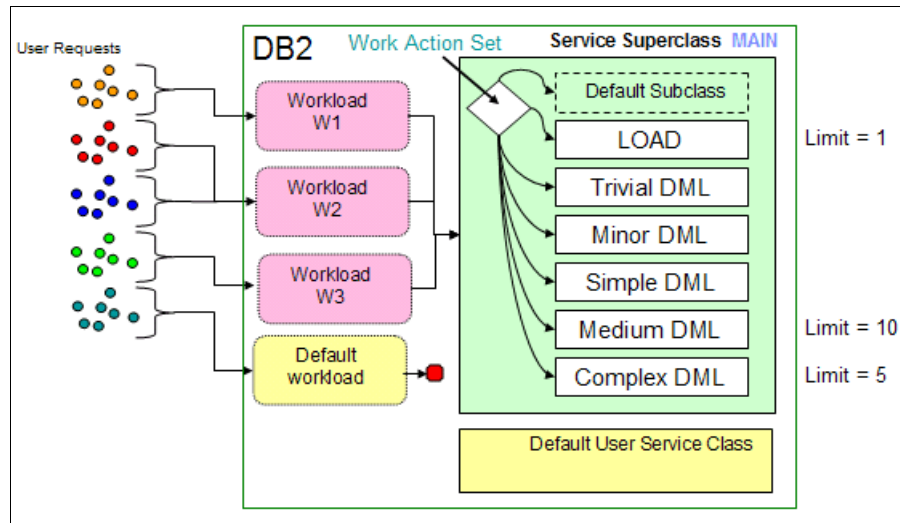 User Requests
DB2
Work Action Set
Service Superclass MAIN
Workload
W1
Workload
W2
Workload
W3
Default
workload
Default Subclass
LOAD
Trivial DML
Minor DML
Simple DML
Medium DML
Complex DML
Limit = 1
Limit = 10
Limit = 5
Default User Service Class